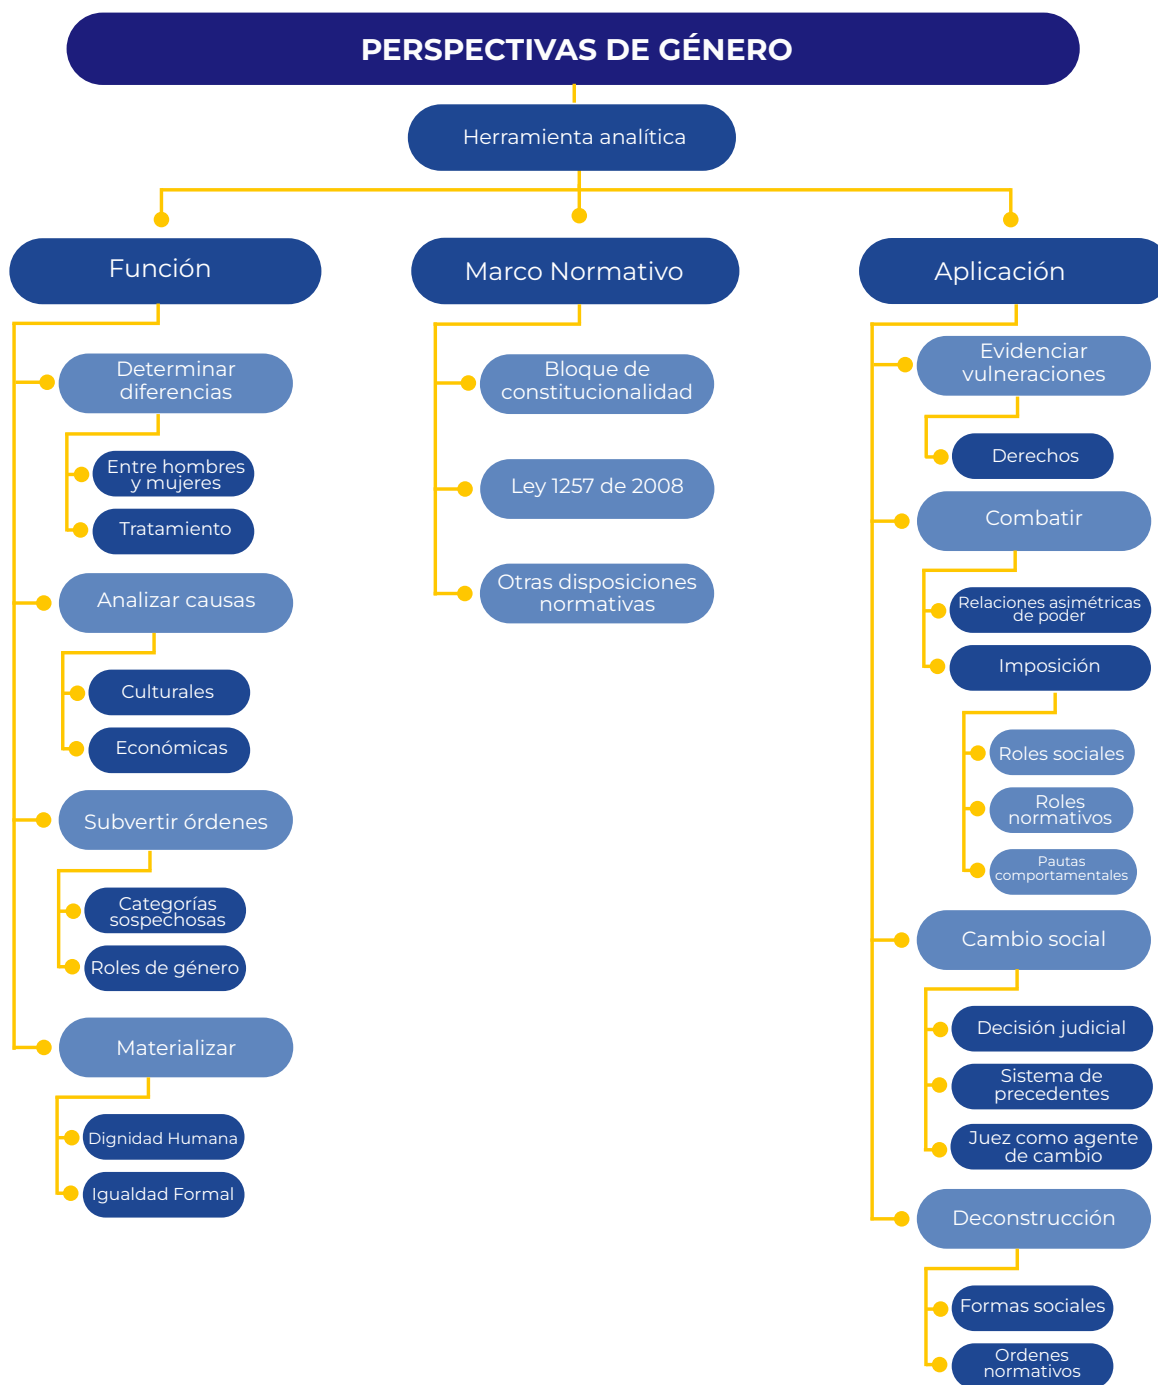 PERSPECTIVAS DE GÉNERO
Herramienta analítica
Función
Determinar
diferencias
Entre hombres
y mujeres
Tratamiento
Analizar causas
Culturales
Económicas
Subvertir órdenes
Categorías
sospechosas
Roles de género
Materializar
Dignidad Humana
Igualdad Formal
Marco Normativo
Bloque de
constitucionalidad
Ley 1257 de 2008
Otras disposiciones
normativas
Aplicación
Evidenciar
vulneraciones
Derechos
Combatir
Relaciones asimétricas
de poder
Imposición
Roles sociales
Roles
normativos
Pautas
comportamentales
Cambio social
Decisión judicial
Sistema de
precedentes
Juez como agente
de cambio
Deconstrucción
Formas sociales
Ordenes
normativos